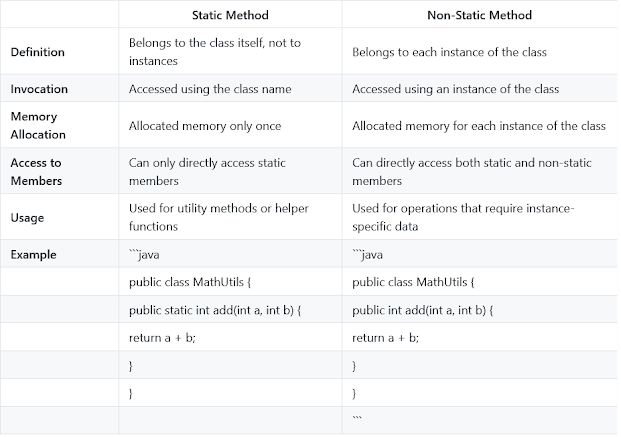 Static Method Non-Static Method
Definition Belongs to the class itself, not to instances Belongs to each instance of the class
Invocation Accessed using the class name Accessed using an instance of the class
Memory Allocation Allocated memory only once Allocated memory for each instance of the class
Access to Members Can only directly access static members Can directly access both static and non-static members
Usage Used for utility methods or helper functions Used for operations that require instance-specific data
Example ```java ```java
public class MathUtils { public class MathUtils {
public static int add(int a, int b) { public int add(int a, int b) {
return a + b; return a + b;
} }
} }
```